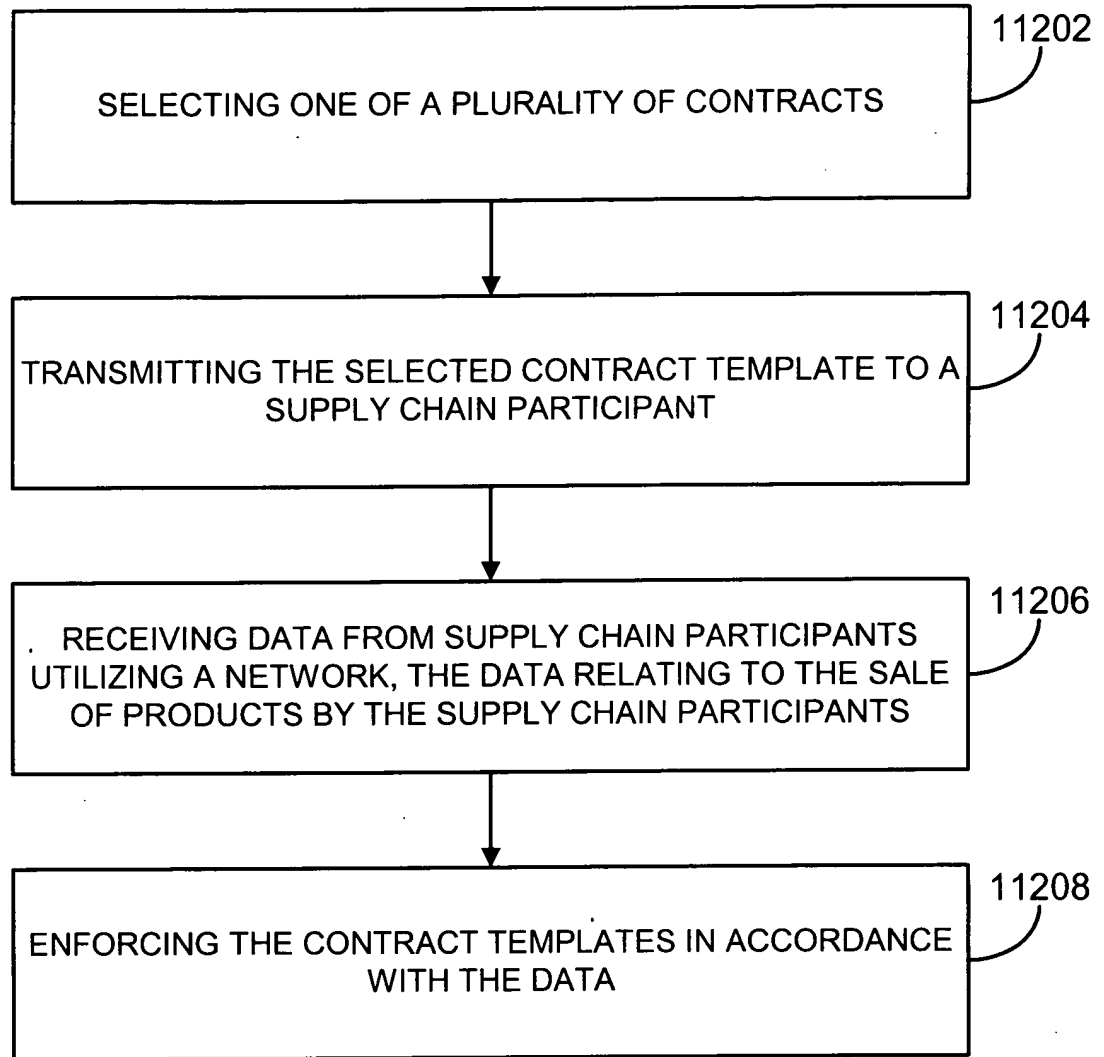 11202
SELECTING ONE OF A PLURALITY OF CONTRACTS
11204
TRANSMITTING THE SELECTED CONTRACT TEMPLATE TO A
SUPPLY CHAIN PARTICIPANT
11206
RECEIVING DATA FROM SUPPLY CHAIN PARTICIPANTS
UTILIZING A NETWORK, THE DATA RELATING TO THE SALE
OF PRODUCTS BY THE SUPPLY CHAIN PARTICIPANTS
11208
ENFORCING THE CONTRACT TEMPLATES IN ACCORDANCE
WITH THE DATA